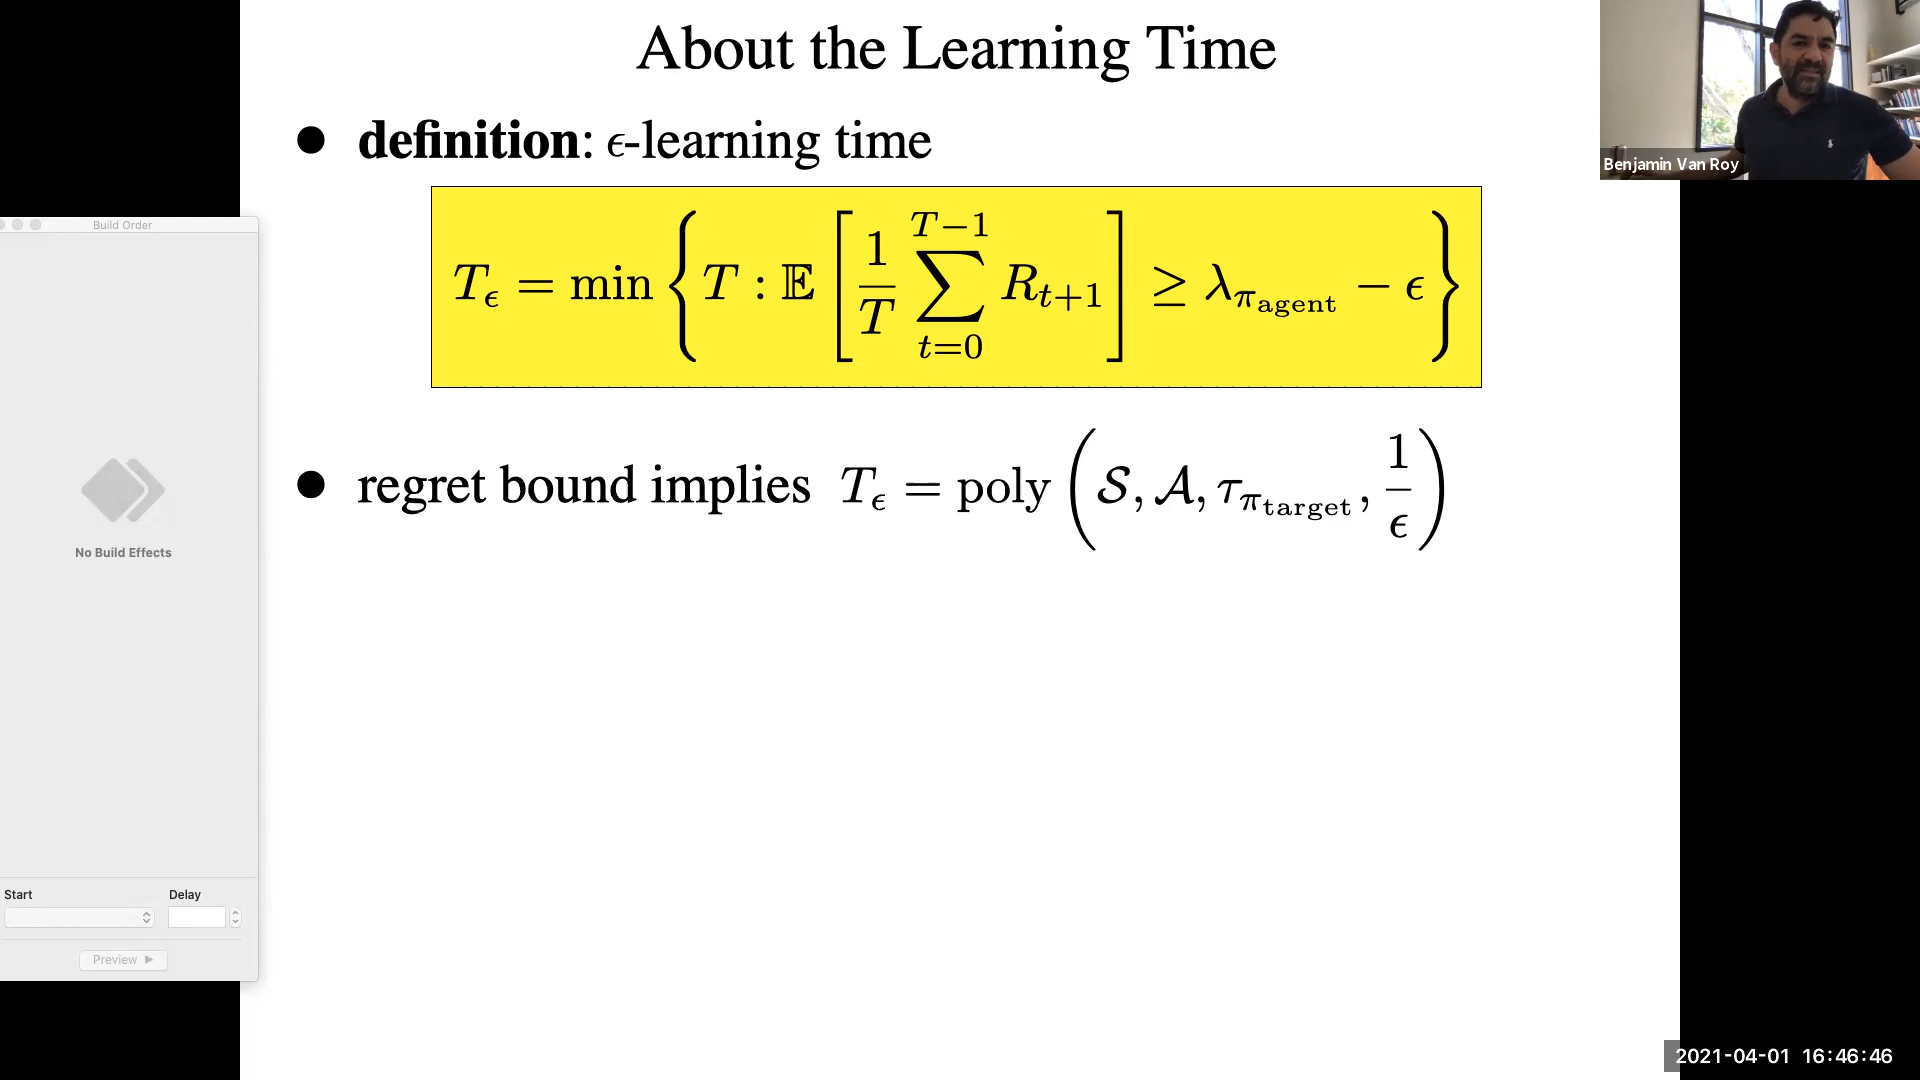 About the Learning Time
● definition: ϵ-learning time
T_ϵ = min { T : 𝔼 [ 1/T ∑_{t=0}^{T−1} R_{t+1} ] ≥ λ_{π_agent} − ϵ }
● regret bound implies T_ϵ = poly ( 𝒮, 𝒜, τ_{π_target}, 1/ϵ )
Benjamin Van Roy
Build Order
No Build Effects
Start Delay
Preview ▶
2021-04-01 16:46:46